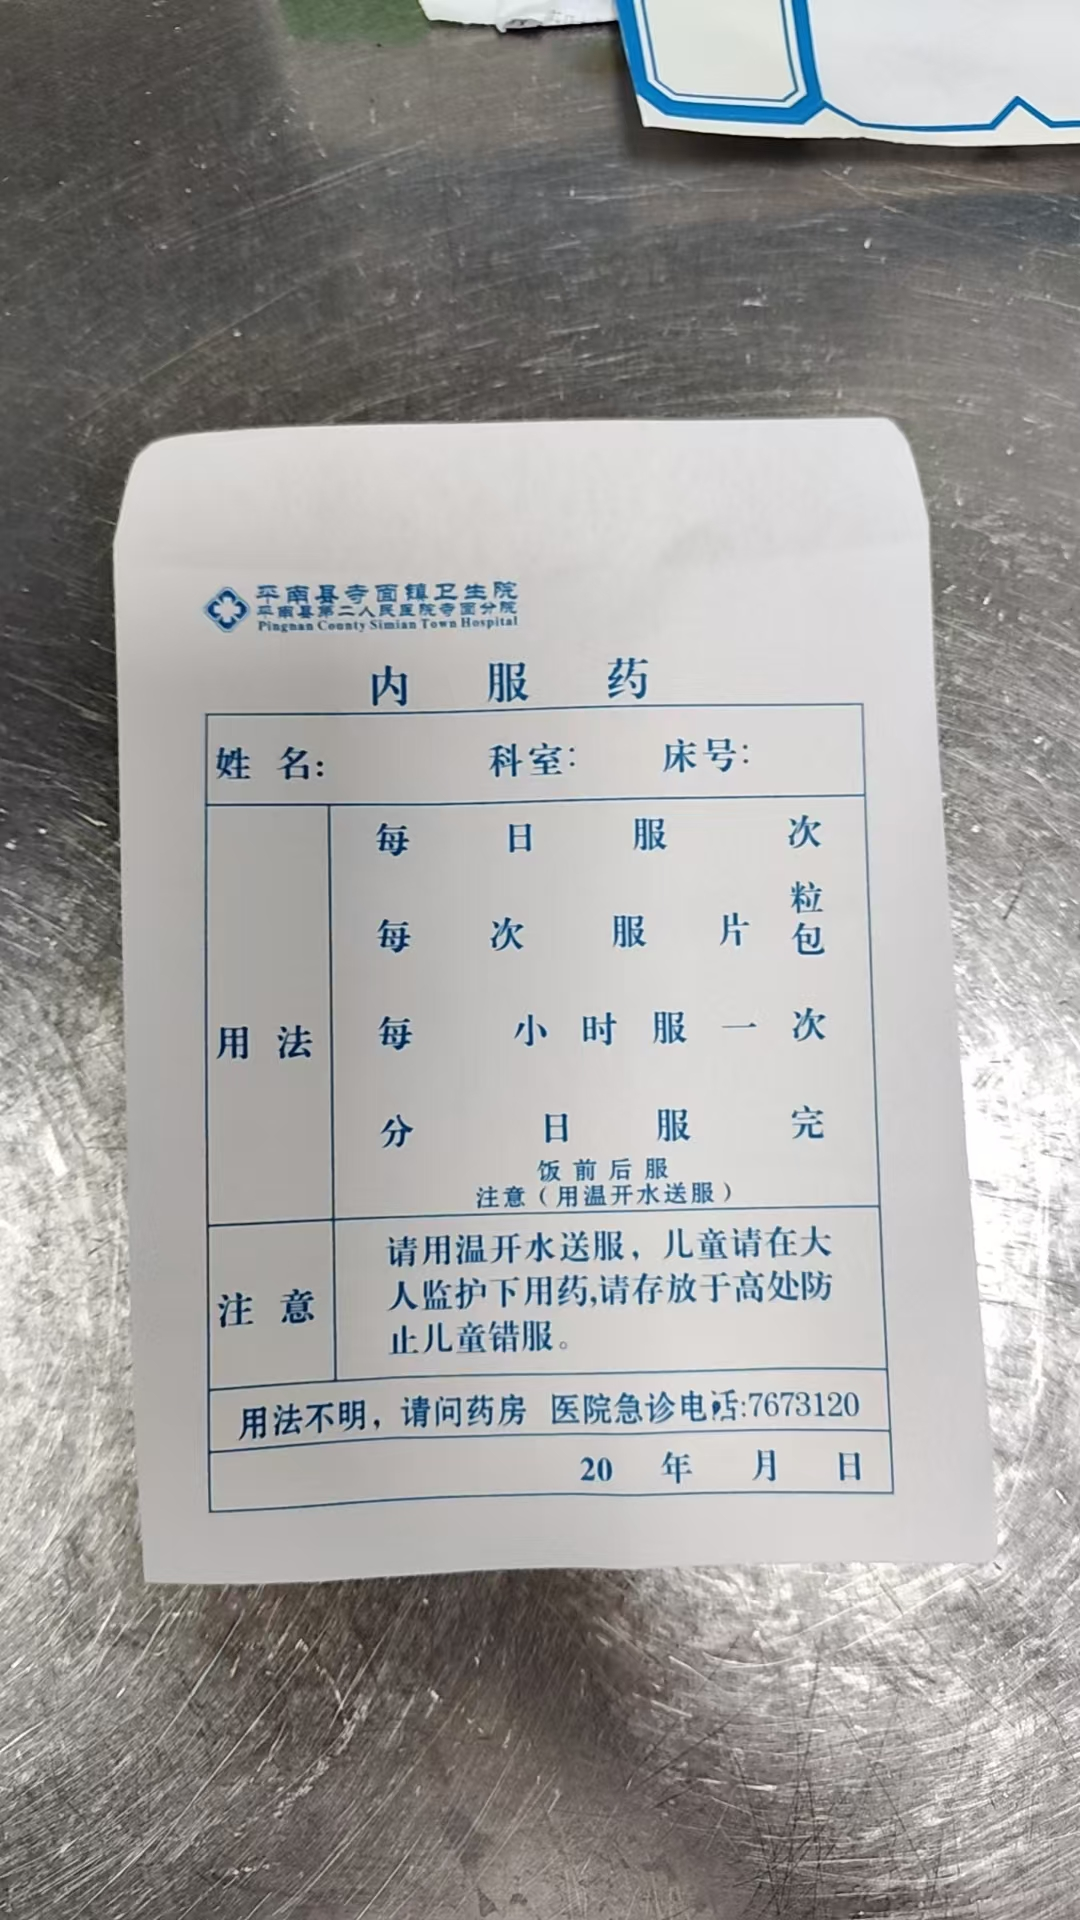 平南县寺面镇卫生院
平南县第二人民医院寺面分院
Pingnan County Simian Town Hospital
内 服 药
姓 名: 科室: 床号:
用 法
每 日 服 次
每 次 服 片 粒 包
每 小 时 服 一 次
分 日 服 完
饭 前 后 服
注意（用温开水送服）
注 意
请用温开水送服，儿童请在大
人监护下用药,请存放于高处防
止儿童错服。
用法不明，请问药房 医院急诊电话:7673120
20 年 月 日